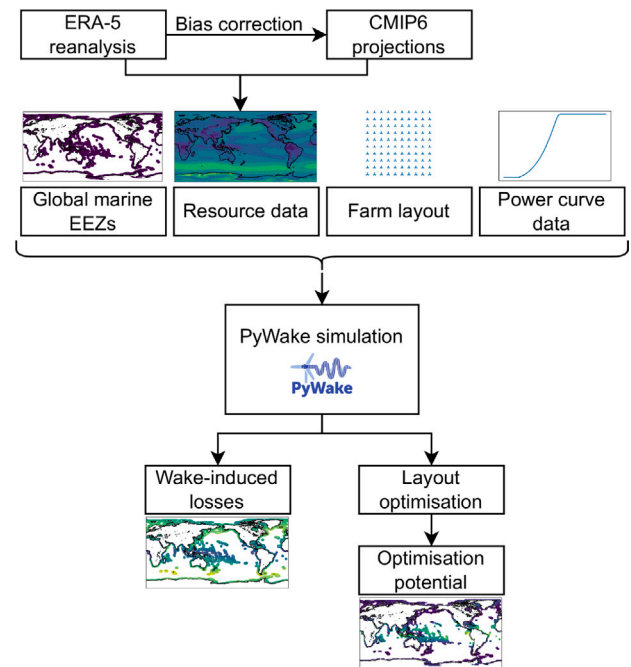 ERA-5
reanalysis
Bias correction
CMIP6
projections
Global marine
EEZs
Resource data
Farm layout
Power curve
data
PyWake simulation
PyWake
Wake-induced
losses
Layout
optimisation
Optimisation
potential